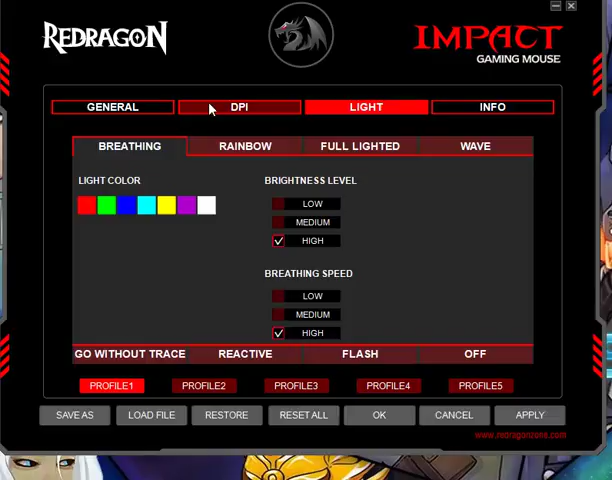 REDRAGON
IMPACT
GAMING MOUSE
GENERAL DPI LIGHT INFO
BREATHING RAINBOW FULL LIGHTED WAVE
LIGHT COLOR
BRIGHTNESS LEVEL
LOW
MEDIUM
HIGH
BREATHING SPEED
LOW
MEDIUM
HIGH
GO WITHOUT TRACE REACTIVE FLASH OFF
PROFILE1 PROFILE2 PROFILE3 PROFILE4 PROFILE5
SAVE AS LOAD FILE RESTORE RESET ALL OK CANCEL APPLY
www.redragonzone.com